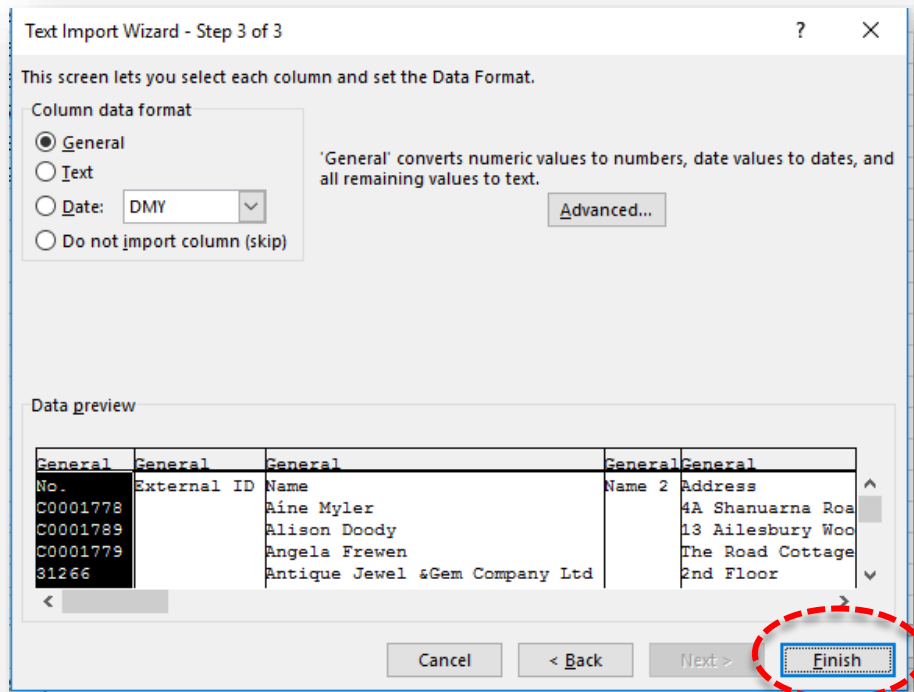 Text Import Wizard - Step 3 of 3 ?
This screen lets you select each column and set the Data Format.
Column data format
General
Text
Date: DMY
Do not import column (skip)
'General' converts numeric values to numbers, date values to dates, and
all remaining values to text.
Advanced...
Data preview
General General General General General
No. External ID Name Name 2 Address
C0001778 Aíne Myler 4A Shanuarna Roa
C0001789 Alison Doody 13 Ailesbury Woo
C0001779 Angela Frewen The Road Cottage
31266 Antique Jewel &Gem Company Ltd 2nd Floor
Cancel < Back Next > Finish